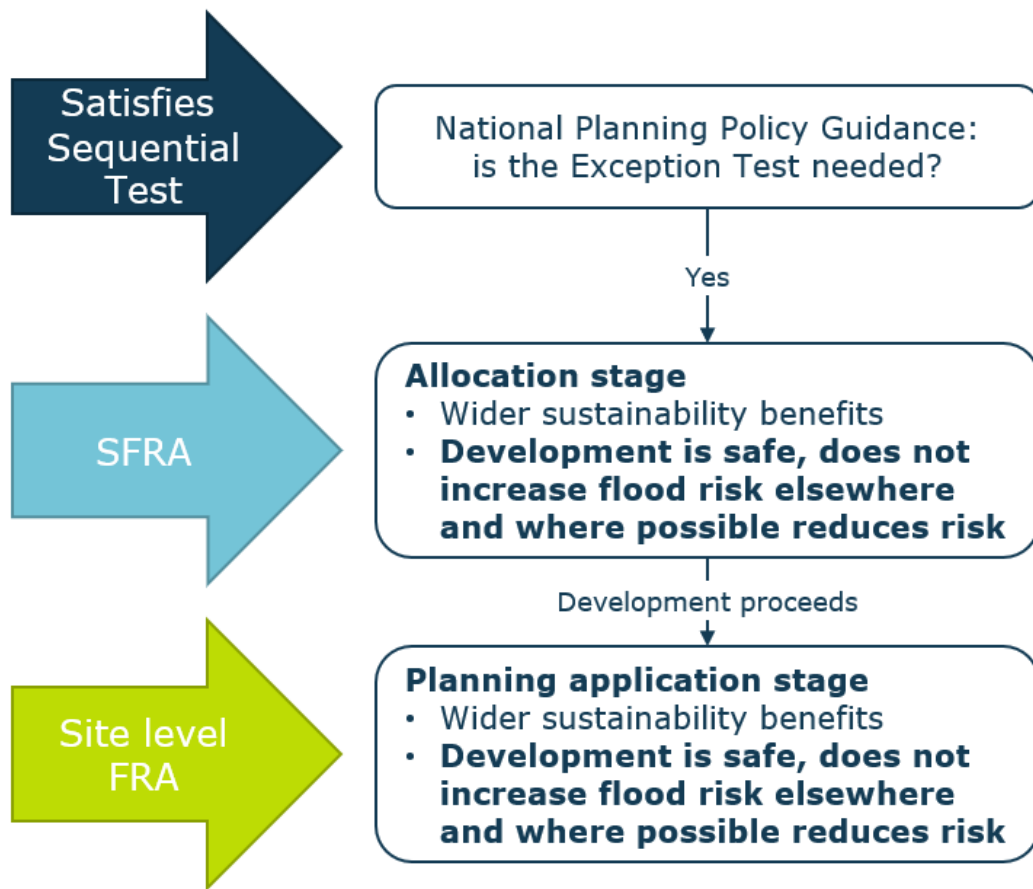 Satisfies
Sequential
Test
National Planning Policy Guidance:
is the Exception Test needed?
Yes
SFRA
Allocation stage
• Wider sustainability benefits
• Development is safe, does not
increase flood risk elsewhere
and where possible reduces risk
Development proceeds
Site level
FRA
Planning application stage
• Wider sustainability benefits
• Development is safe, does not
increase flood risk elsewhere
and where possible reduces risk